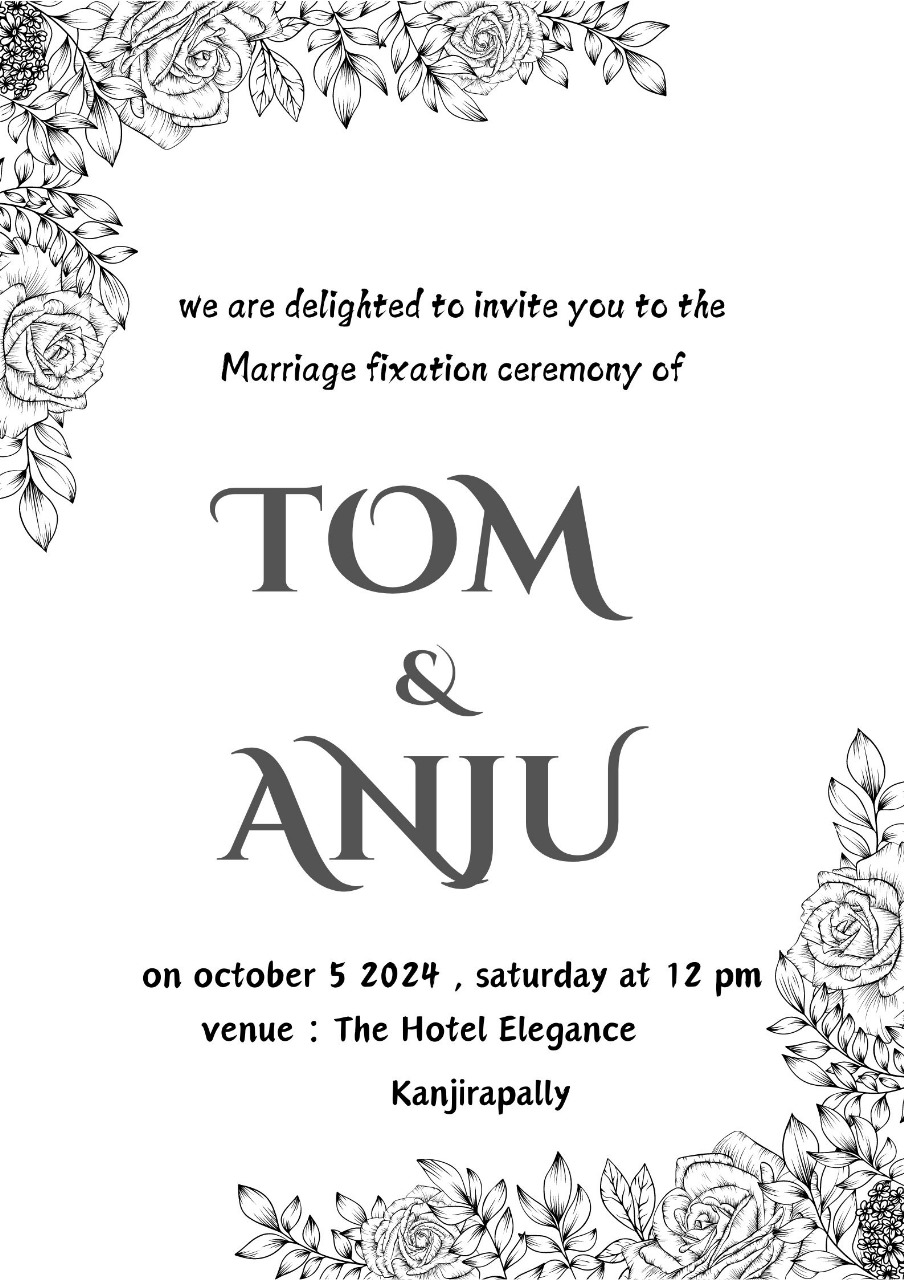 we are delighted to invite you to the
Marriage fixation ceremony of
TOM
&
ANJU
on october 5 2024 , saturday at 12 pm
venue : The Hotel Elegance
Kanjirapally